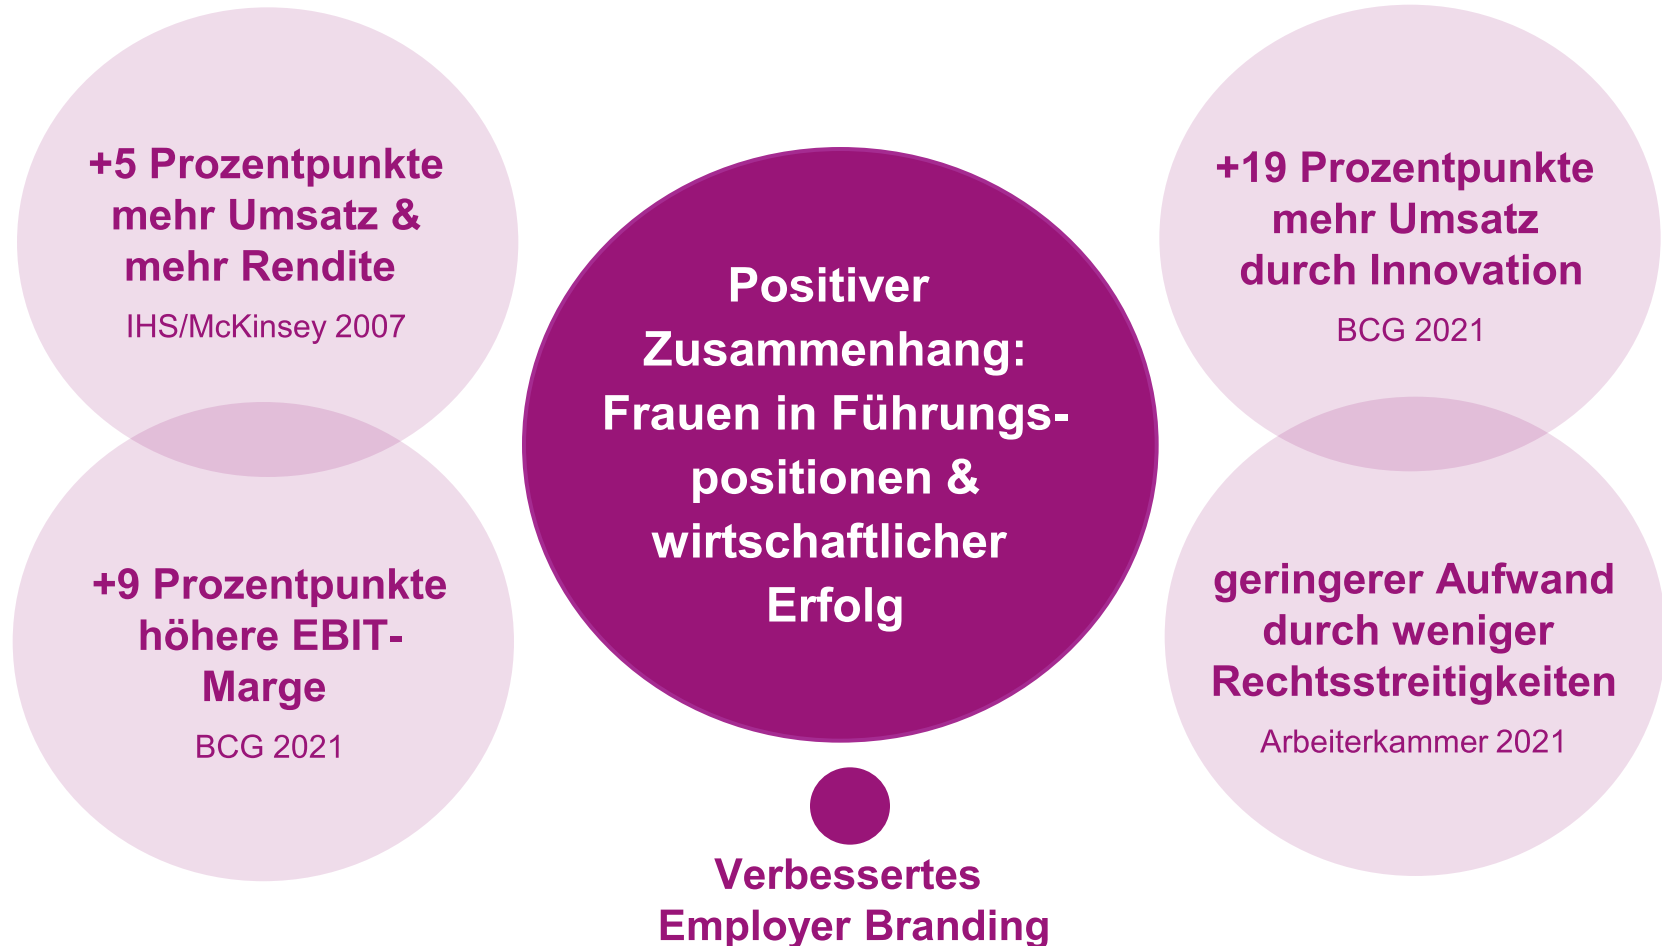 +5 Prozentpunkte
mehr Umsatz &
mehr Rendite
IHS/McKinsey 2007
+9 Prozentpunkte
höhere EBIT-
Marge
BCG 2021
Positiver
Zusammenhang:
Frauen in Führungs-
positionen &
wirtschaftlicher
Erfolg
Verbessertes
Employer Branding
+19 Prozentpunkte
mehr Umsatz
durch Innovation
BCG 2021
geringerer Aufwand
durch weniger
Rechtsstreitigkeiten
Arbeiterkammer 2021